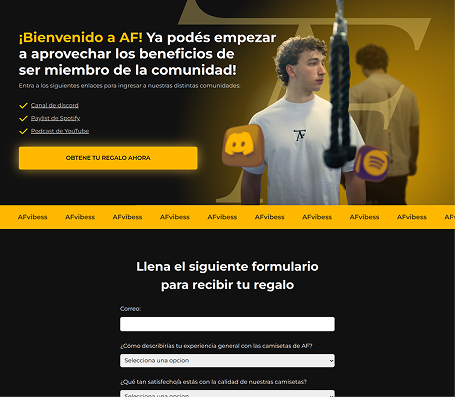 ¡Bienvenido a AF! Ya podés empezar
a aprovechar los beneficios de
ser miembro de la comunidad!
Entra a los siguientes enlaces para ingresar a nuestras distintas comunidades:
Canal de discord
Playlist de Spotify
Podcast de YouTube
OBTENE TU REGALO AHORA
AF
AFvibess AFvibess AFvibess AFvibess AFvibess AFvibess AFvibess AFvibess AFvibess AF
Llena el siguiente formulario
para recibir tu regalo
Correo:
¿Cómo describirías tu experiencia general con las camisetas de AF?
Selecciona una opcion
¿Qué tan satisfecho/a estás con la calidad de nuestras camisetas?
Selecciona una opcion